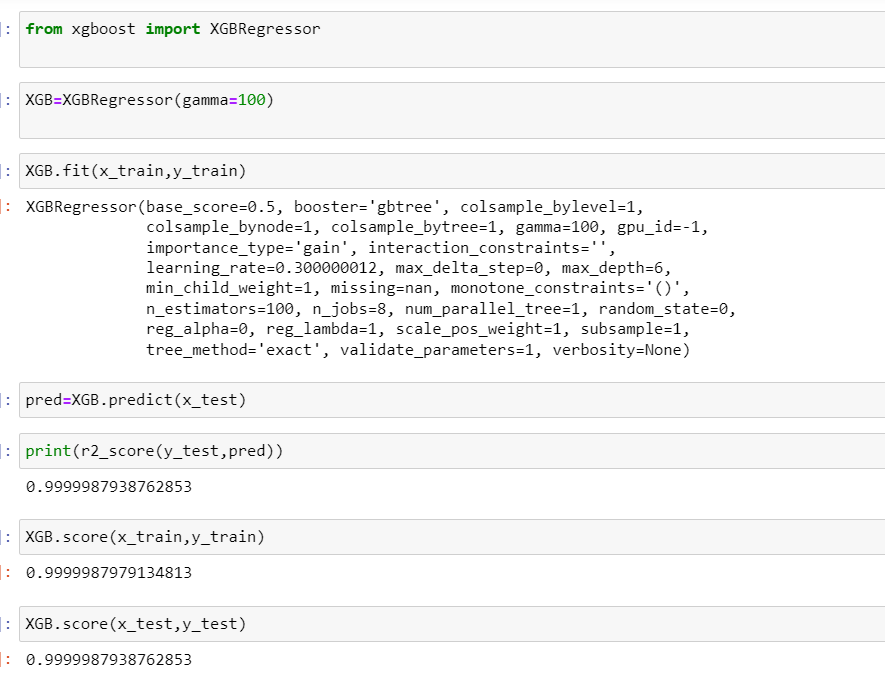 ]: from xgboost import XGBRegressor
]: XGB=XGBRegressor(gamma=100)
]: XGB.fit(x_train,y_train)
]: XGBRegressor(base_score=0.5, booster='gbtree', colsample_bylevel=1,
colsample_bynode=1, colsample_bytree=1, gamma=100, gpu_id=-1,
importance_type='gain', interaction_constraints='',
learning_rate=0.300000012, max_delta_step=0, max_depth=6,
min_child_weight=1, missing=nan, monotone_constraints='()',
n_estimators=100, n_jobs=8, num_parallel_tree=1, random_state=0,
reg_alpha=0, reg_lambda=1, scale_pos_weight=1, subsample=1,
tree_method='exact', validate_parameters=1, verbosity=None)
]: pred=XGB.predict(x_test)
]: print(r2_score(y_test,pred))
0.9999987938762853
]: XGB.score(x_train,y_train)
]: 0.9999987979134813
]: XGB.score(x_test,y_test)
]: 0.9999987938762853